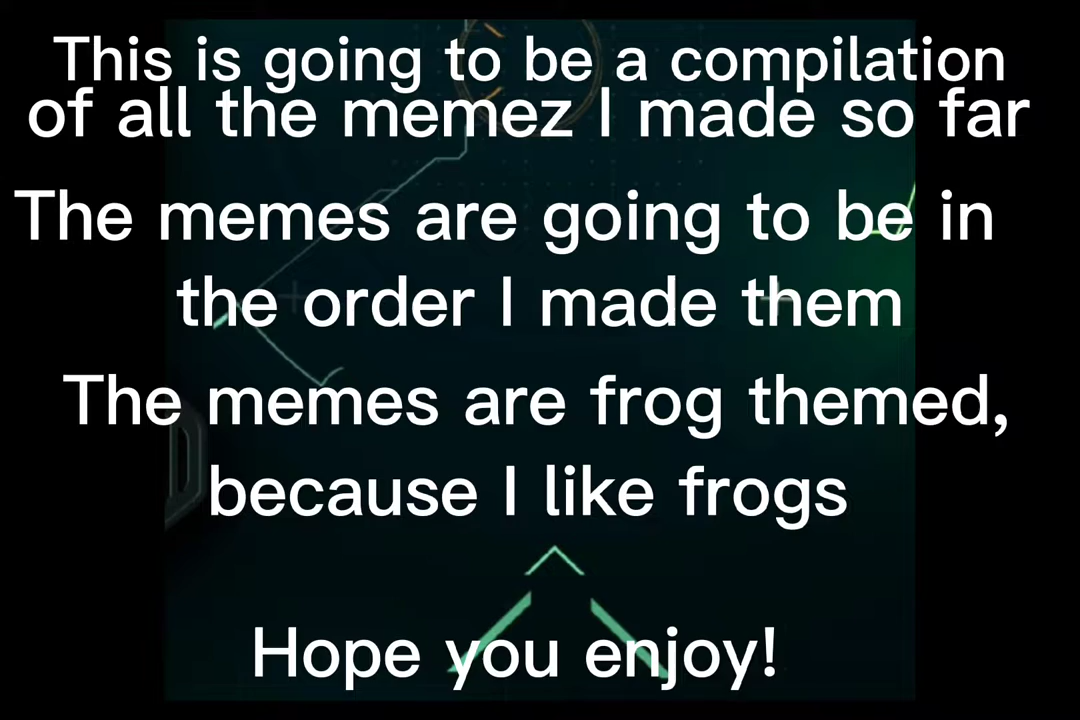 This is going to be a compilation
of all the memez I made so far
The memes are going to be in
the order I made them
The memes are frog themed,
because I like frogs
Hope you enjoy!